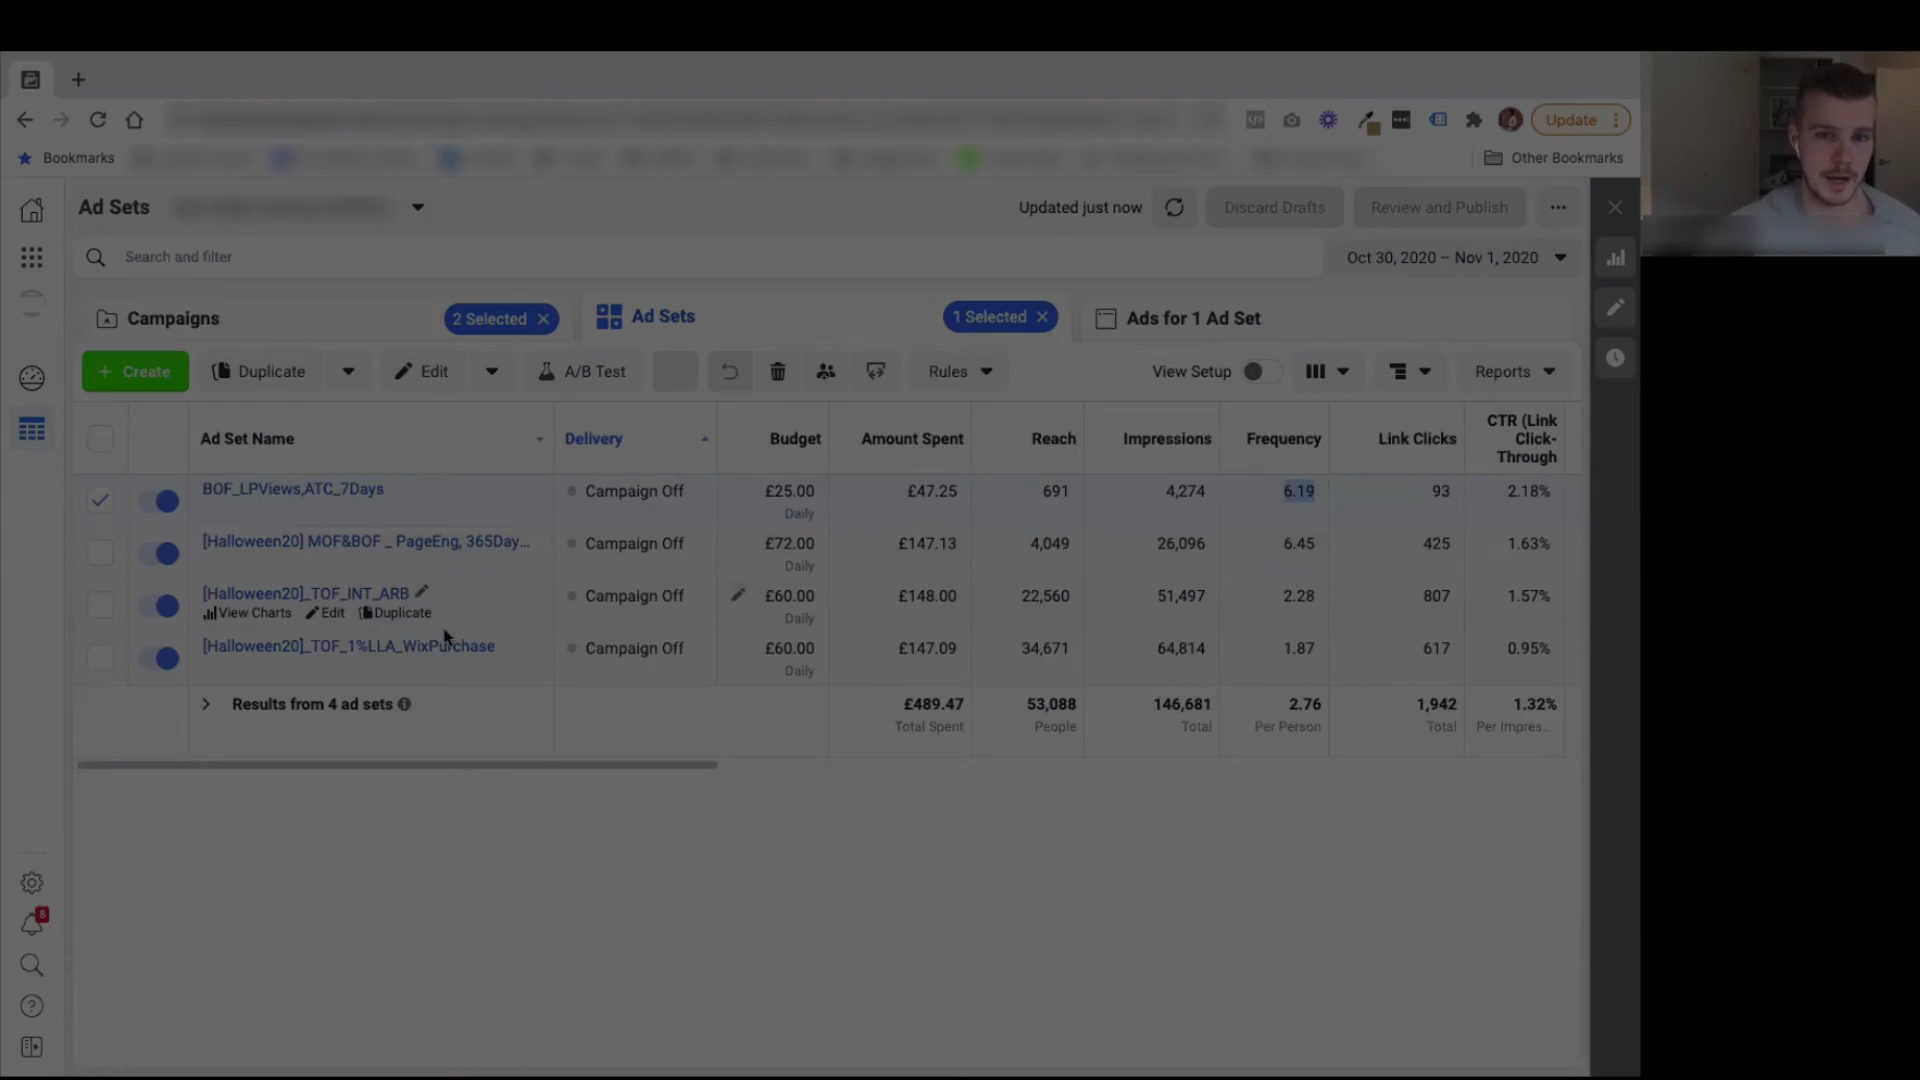 Update
Bookmarks
Other Bookmarks
Ad Sets
Updated just now
Discard Drafts
Review and Publish
Search and filter
Oct 30, 2020 – Nov 1, 2020
Campaigns
2 Selected
Ad Sets
1 Selected
Ads for 1 Ad Set
+ Create
Duplicate
Edit
A/B Test
Rules
View Setup
Reports
Ad Set Name Delivery Budget Amount Spent Reach Impressions Frequency Link Clicks CTR (Link
Click-
Through
BOF_LPViews,ATC_7Days Campaign Off £25.00 £47.25 691 4,274 6.19 93 2.18%
Daily
[Halloween20] MOF&BOF _ PageEng, 365Day... Campaign Off £72.00 £147.13 4,049 26,096 6.45 425 1.63%
Daily
[Halloween20]_TOF_INT_ARB Campaign Off £60.00 £148.00 22,560 51,497 2.28 807 1.57%
View Charts Edit Duplicate Daily
[Halloween20]_TOF_1%LLA_WixPurchase Campaign Off £60.00 £147.09 34,671 64,814 1.87 617 0.95%
Daily
Results from 4 ad sets £489.47 53,088 146,681 2.76 1,942 1.32%
Total Spent People Total Per Person Total Per Impres...
8